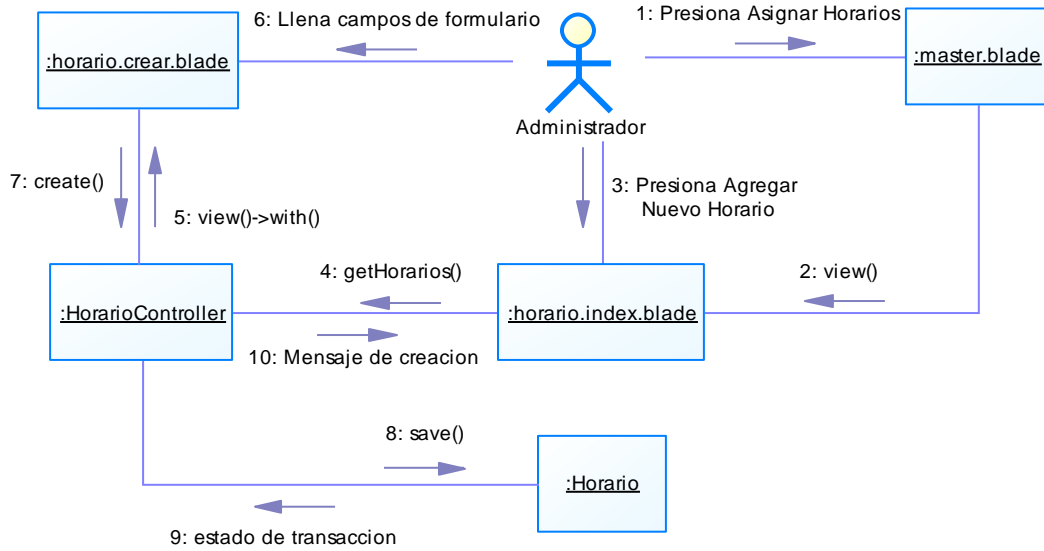 6: Llena campos de formulario
1: Presiona Asignar Horarios
:horario.crear.blade
:master.blade
Administrador
7: create()
3: Presiona Agregar
Nuevo Horario
5: view()->with()
4: getHorarios()
2: view()
:HorarioController
:horario.index.blade
10: Mensaje de creacion
8: save()
:Horario
9: estado de transaccion